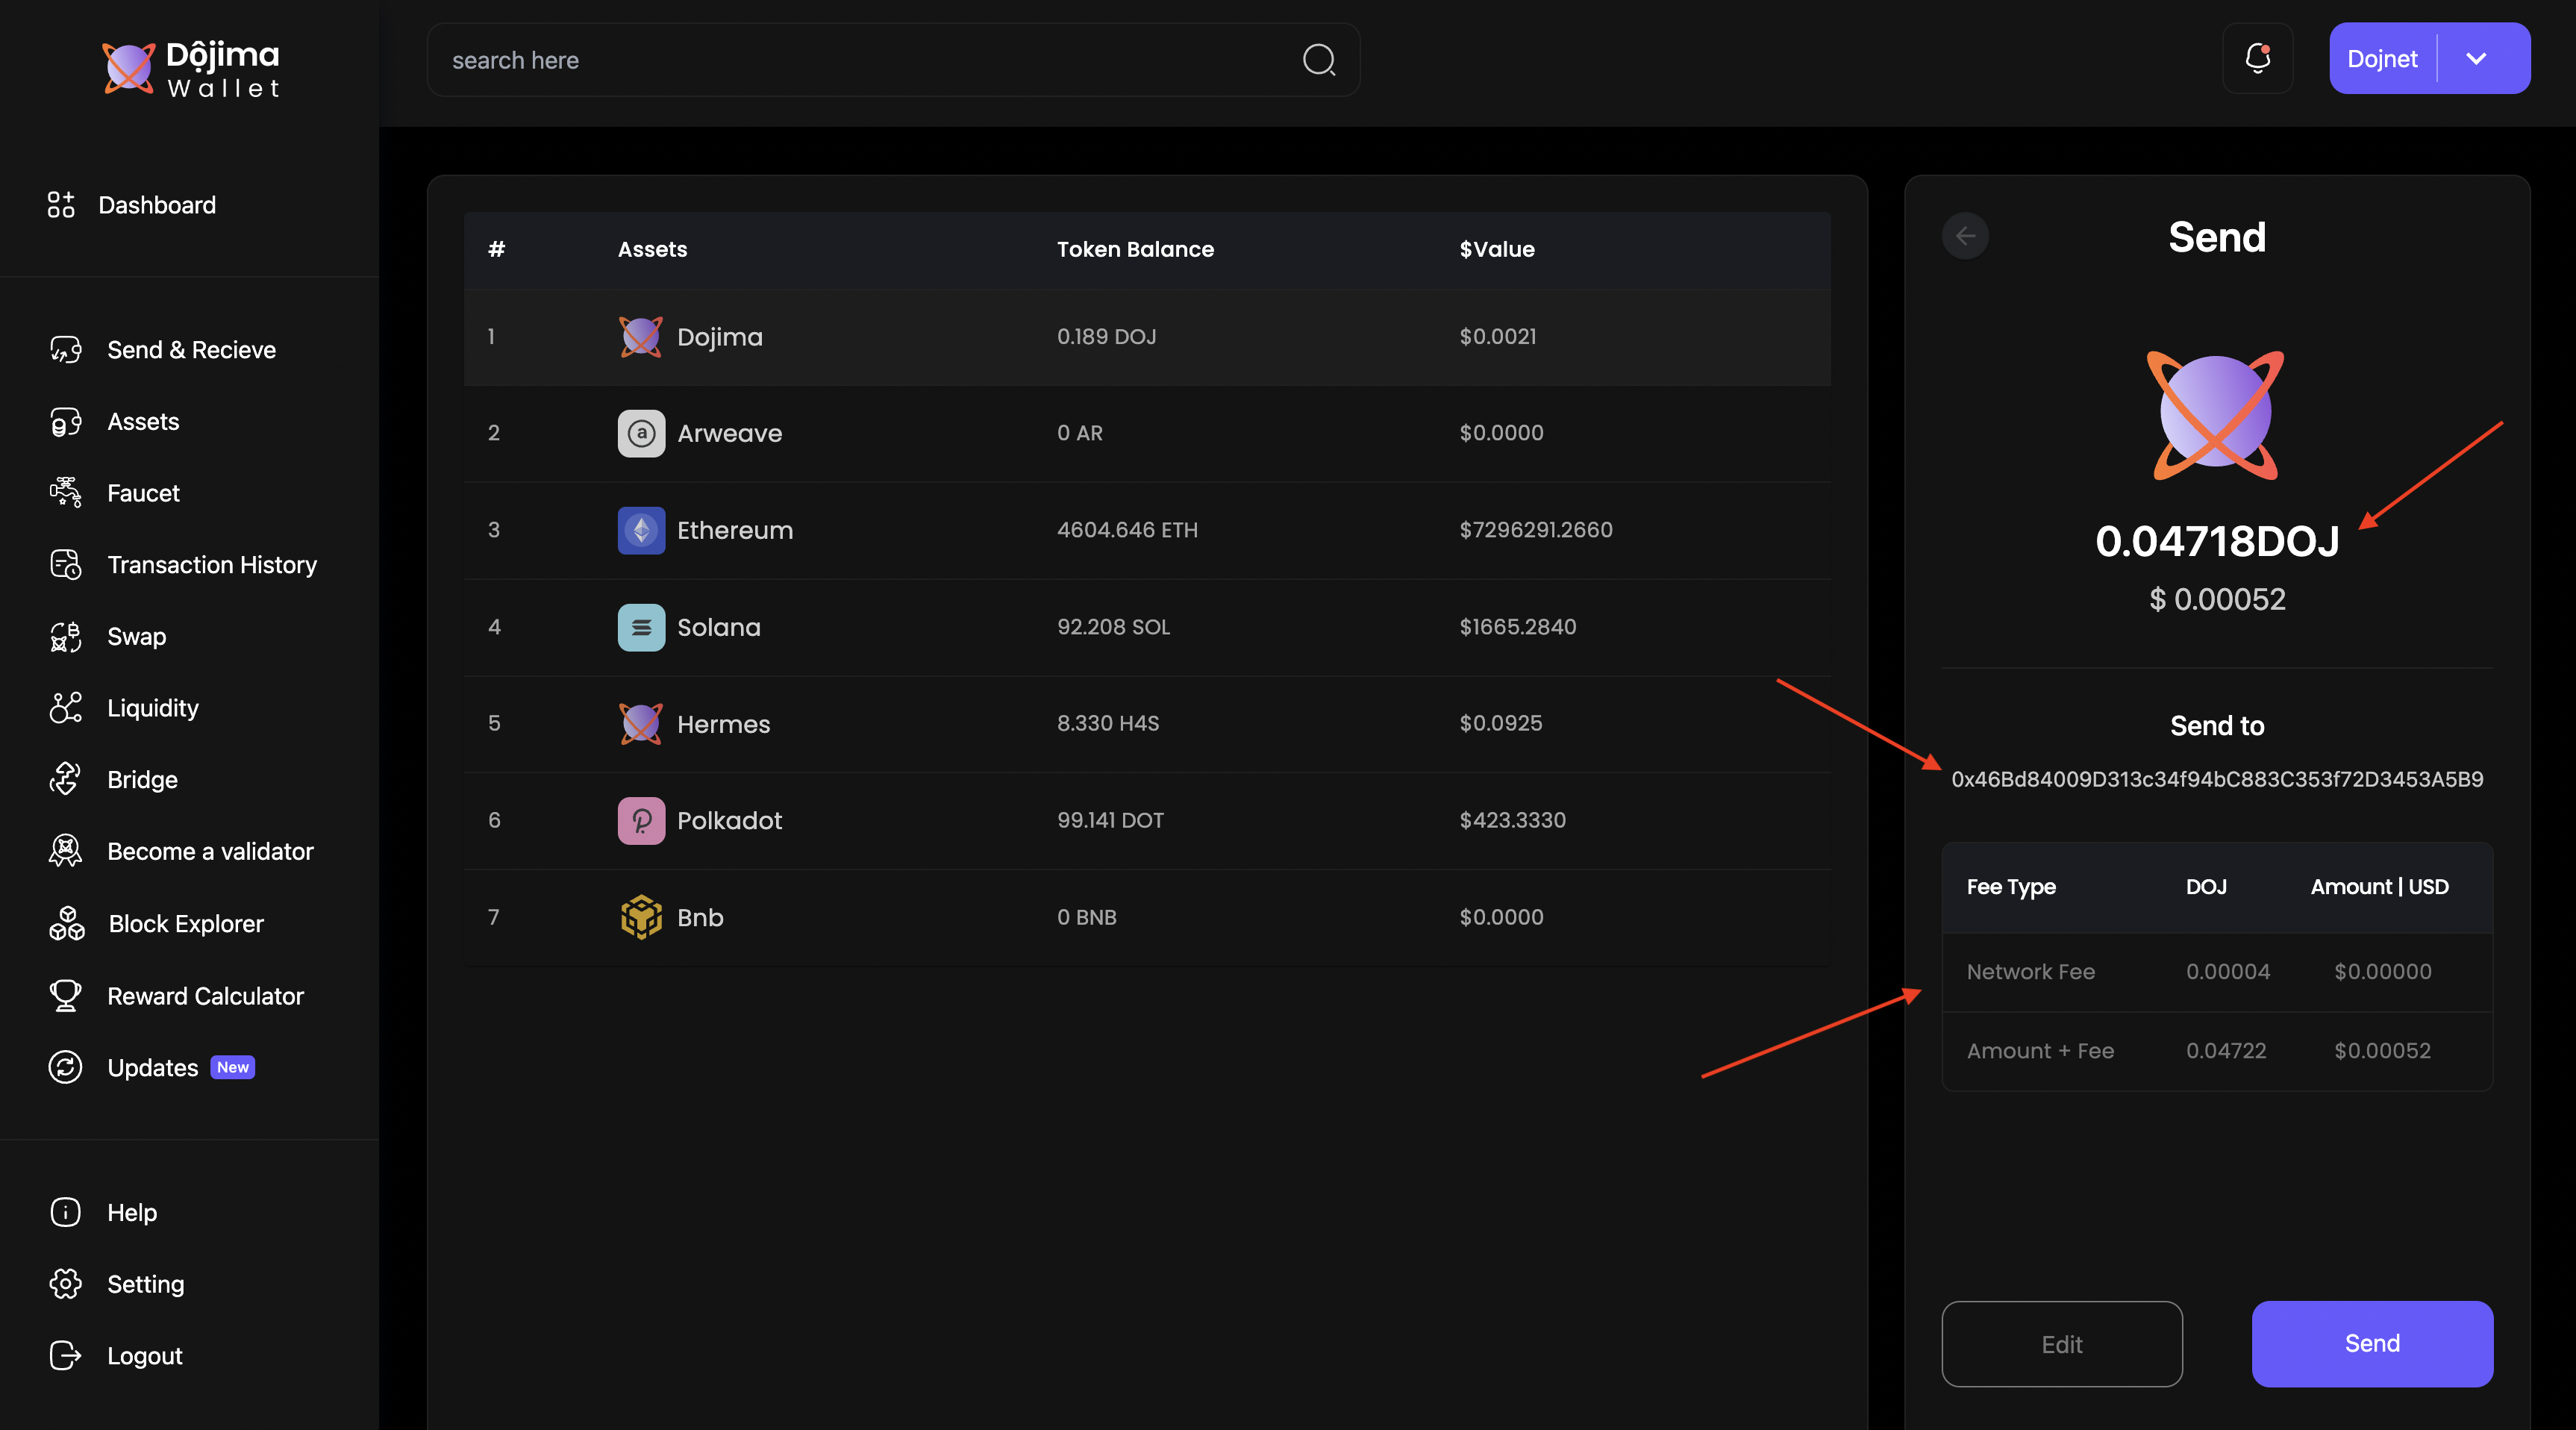 Dôjima
Wallet
search here
Dojnet
Dashboard
Send & Recieve
Assets
Faucet
Transaction History
Swap
Liquidity
Bridge
Become a validator
Block Explorer
Reward Calculator
Updates New
Help
Setting
Logout
# Assets Token Balance $Value
1 Dojima 0.189 DOJ $0.0021
2 a Arweave 0 AR $0.0000
3 Ethereum 4604.646 ETH $7296291.2660
4 Solana 92.208 SOL $1665.2840
5 Hermes 8.330 H4S $0.0925
6 Polkadot 99.141 DOT $423.3330
7 Bnb 0 BNB $0.0000
Send
0.04718DOJ
$ 0.00052
Send to
0x46Bd84009D313c34f94bC883C353f72D3453A5B9
Fee Type DOJ Amount | USD
Network Fee 0.00004 $0.00000
Amount + Fee 0.04722 $0.00052
Edit Send